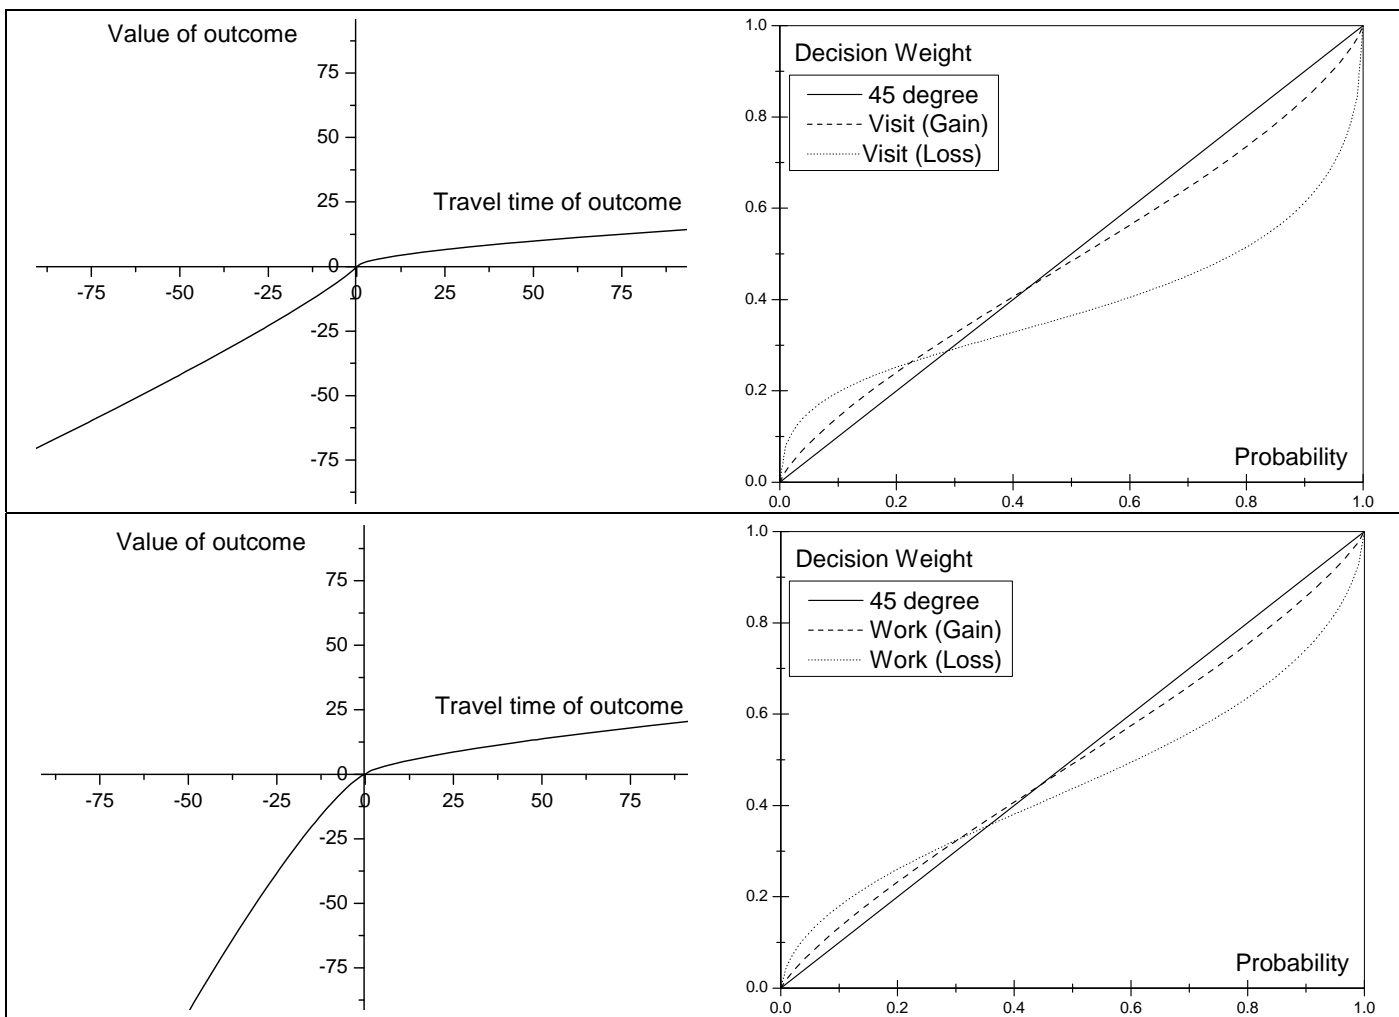 Value of outcome
75
50
25
Travel time of outcome
0
-75 -50 -25 0 25 50 75
-25
-50
-75
1.0
Decision Weight
45 degree
Visit (Gain)
Visit (Loss)
0.8
0.6
0.4
0.2
Probability
0.0
0.0 0.2 0.4 0.6 0.8 1.0
Value of outcome
75
50
25
Travel time of outcome
0
-75 -50 -25 0 25 50 75
-25
-50
-75
1.0
Decision Weight
45 degree
Work (Gain)
Work (Loss)
0.8
0.6
0.4
0.2
Probability
0.0
0.0 0.2 0.4 0.6 0.8 1.0